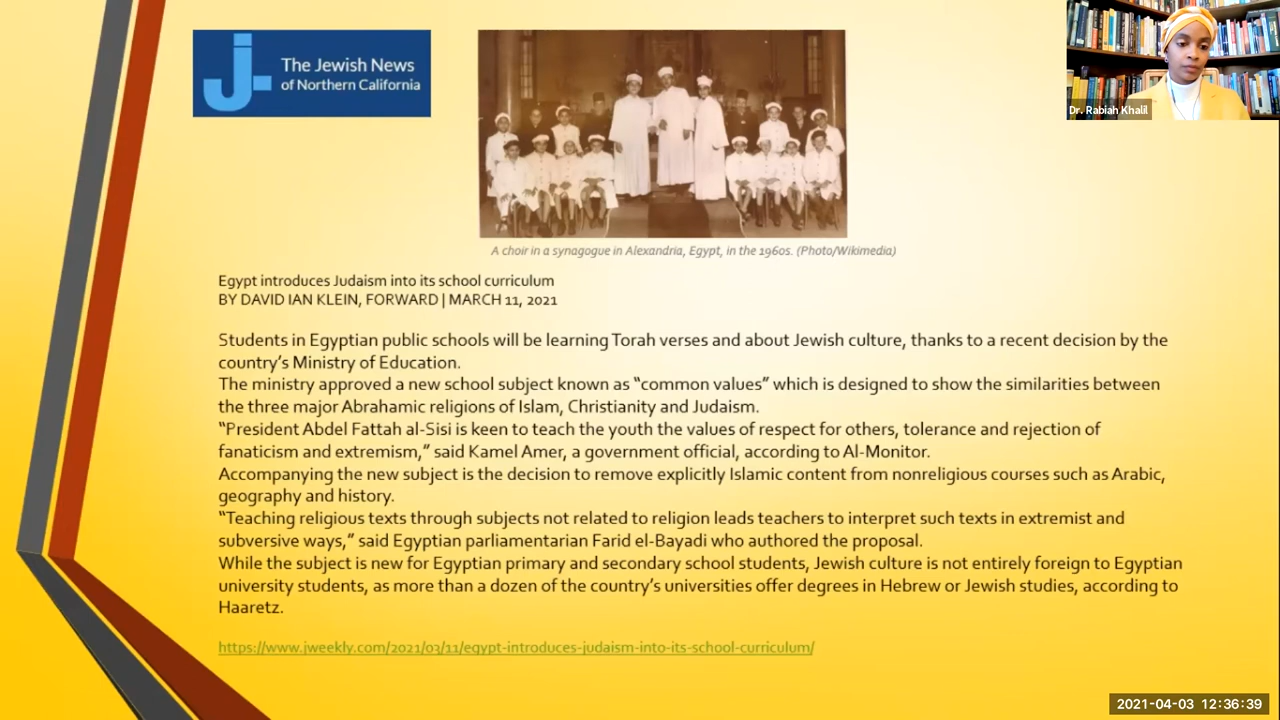 j.
The Jewish News
of Northern California
Dr. Rabiah Khalil
A choir in a synagogue in Alexandria, Egypt, in the 1960s. (Photo/Wikimedia)
Egypt introduces Judaism into its school curriculum
BY DAVID IAN KLEIN, FORWARD | MARCH 11, 2021
Students in Egyptian public schools will be learning Torah verses and about Jewish culture, thanks to a recent decision by the
country's Ministry of Education.
The ministry approved a new school subject known as “common values” which is designed to show the similarities between
the three major Abrahamic religions of Islam, Christianity and Judaism.
“President Abdel Fattah al-Sisi is keen to teach the youth the values of respect for others, tolerance and rejection of
fanaticism and extremism,” said Kamel Amer, a government official, according to Al-Monitor.
Accompanying the new subject is the decision to remove explicitly Islamic content from nonreligious courses such as Arabic,
geography and history.
“Teaching religious texts through subjects not related to religion leads teachers to interpret such texts in extremist and
subversive ways,” said Egyptian parliamentarian Farid el-Bayadi who authored the proposal.
While the subject is new for Egyptian primary and secondary school students, Jewish culture is not entirely foreign to Egyptian
university students, as more than a dozen of the country's universities offer degrees in Hebrew or Jewish studies, according to
Haaretz.
https://www.jweekly.com/2021/03/11/egypt-introduces-judaism-into-its-school-curriculum/
2021-04-03 12:36:39